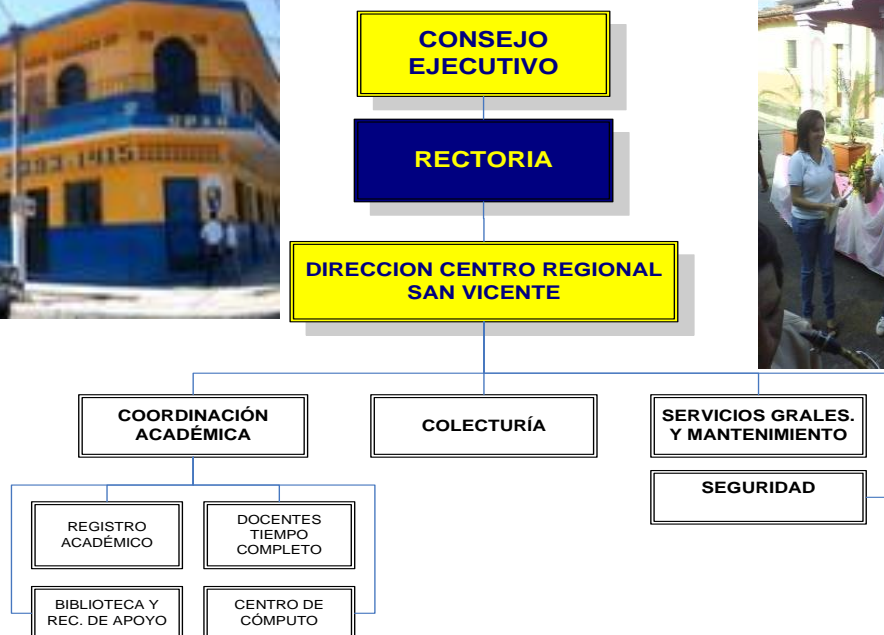 CONSEJO
EJECUTIVO
RECTORIA
DIRECCION CENTRO REGIONAL
SAN VICENTE
COORDINACIÓN
ACADÉMICA
COLECTURÍA
SERVICIOS GRALES.
Y MANTENIMIENTO
SEGURIDAD
REGISTRO
ACADÉMICO
DOCENTES
TIEMPO
COMPLETO
BIBLIOTECA Y
REC. DE APOYO
CENTRO DE
CÓMPUTO